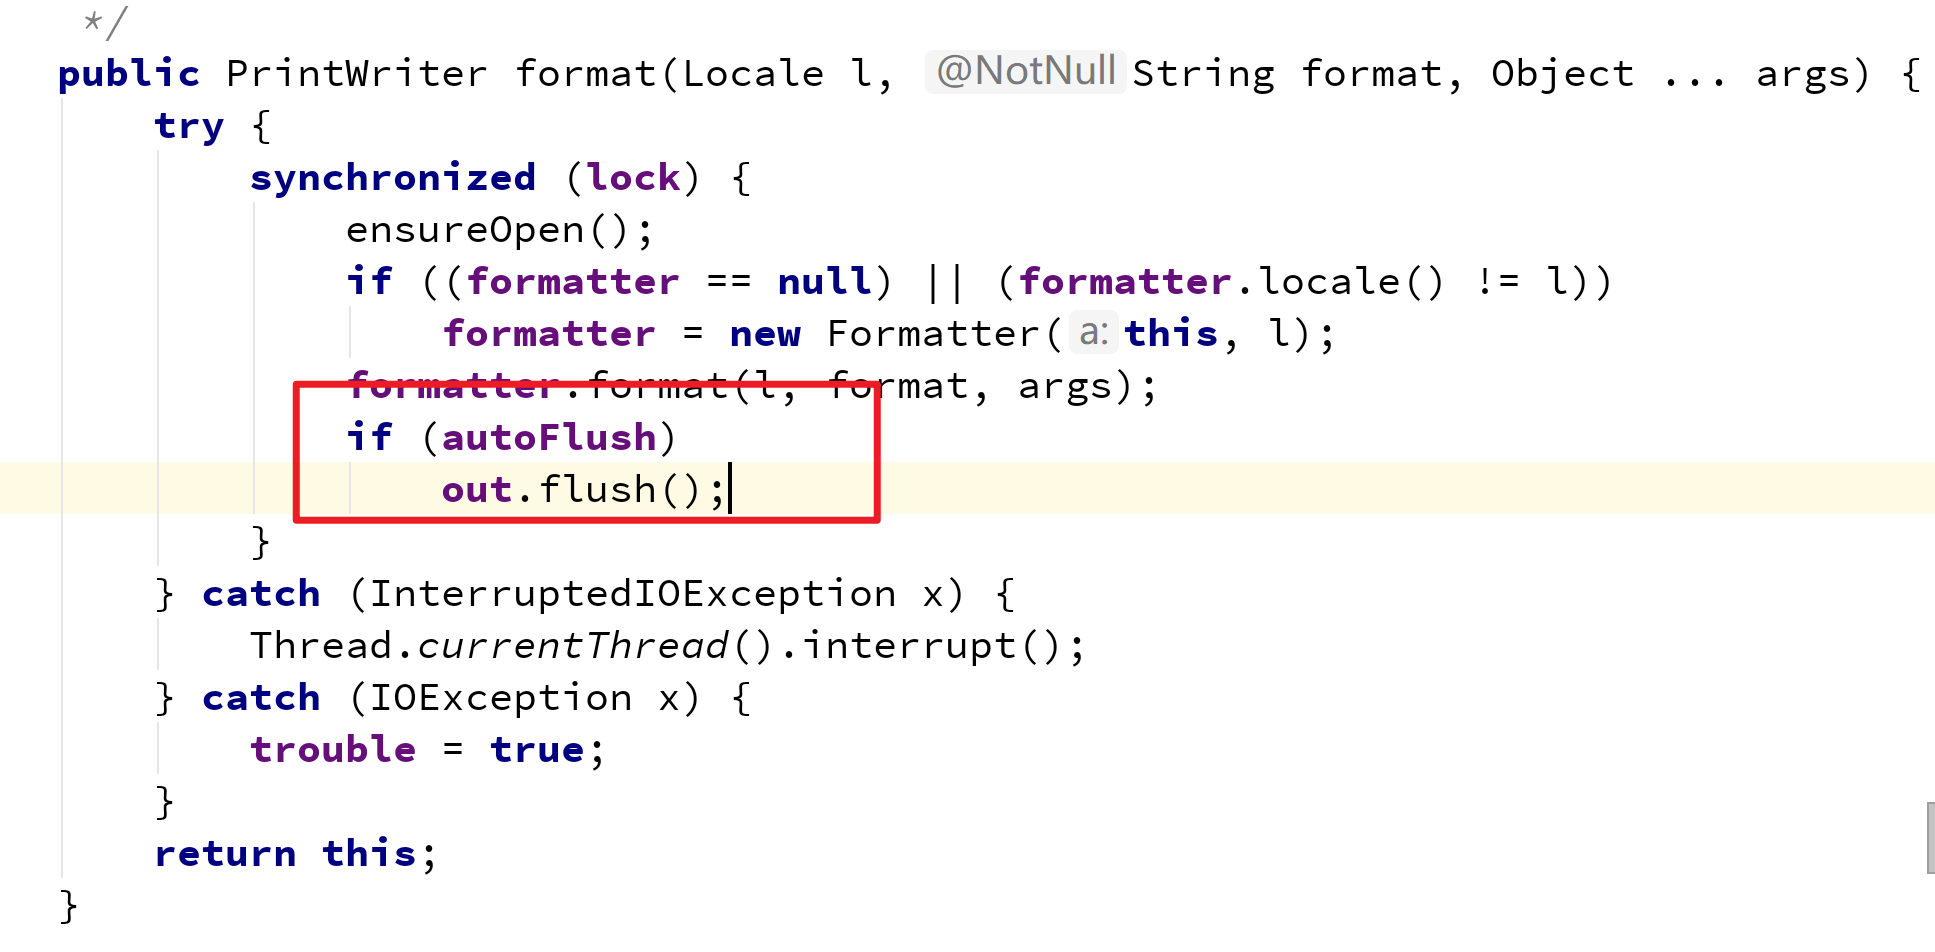 */
public PrintWriter format(Locale l, @NotNull String format, Object ... args) {
    try {
        synchronized (lock) {
            ensureOpen();
            if ((formatter == null) || (formatter.locale() != l))
                formatter = new Formatter( a: this, l);
            formatter.format(l, format, args);
            if (autoFlush)
                out.flush();
        }
    } catch (InterruptedIOException x) {
        Thread.currentThread().interrupt();
    } catch (IOException x) {
        trouble = true;
    }
    return this;
}